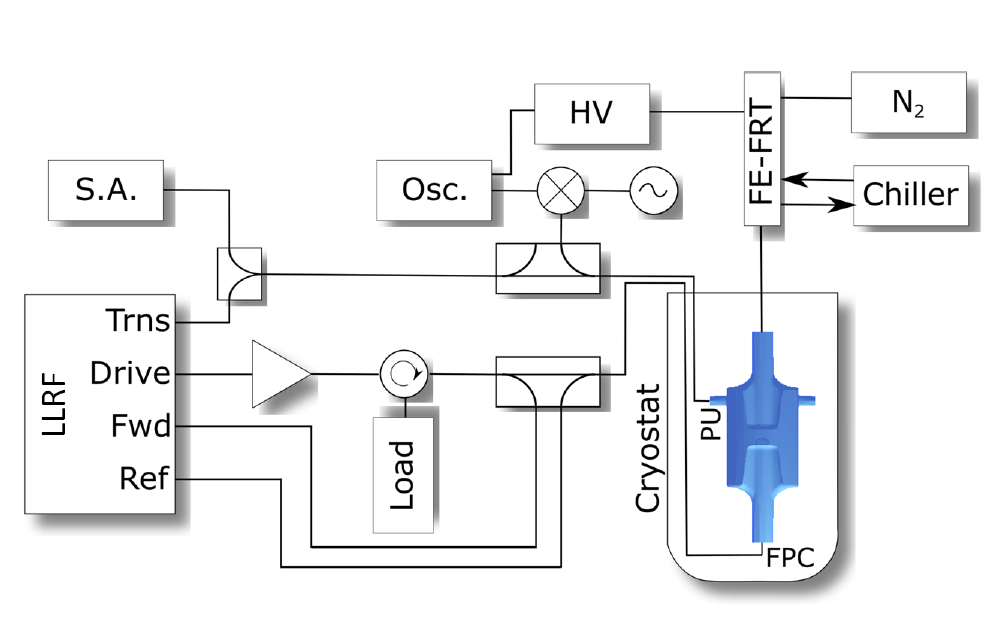 HV
N₂
FE-FRT
S.A.
Osc.
Chiller
LLRF
Trns
Drive
Fwd
Ref
Load
Cryostat
PU
FPC